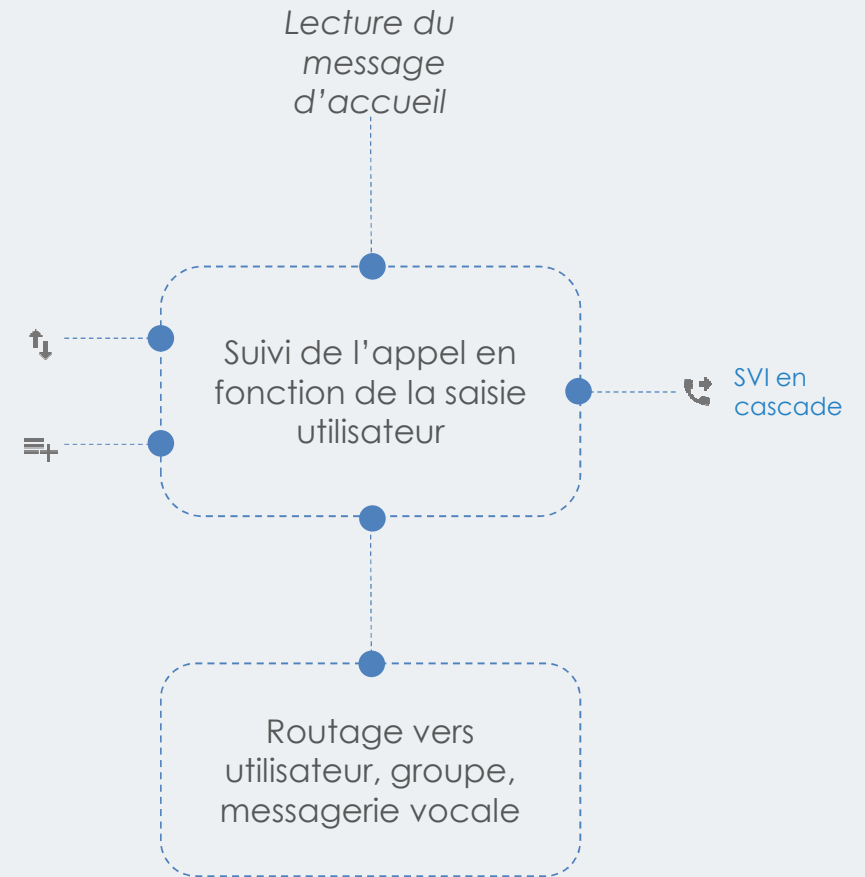 Lecture du
message
d’accueil
Suivi de l’appel en
fonction de la saisie
utilisateur
SVI en
cascade
Routage vers
utilisateur, groupe,
messagerie vocale